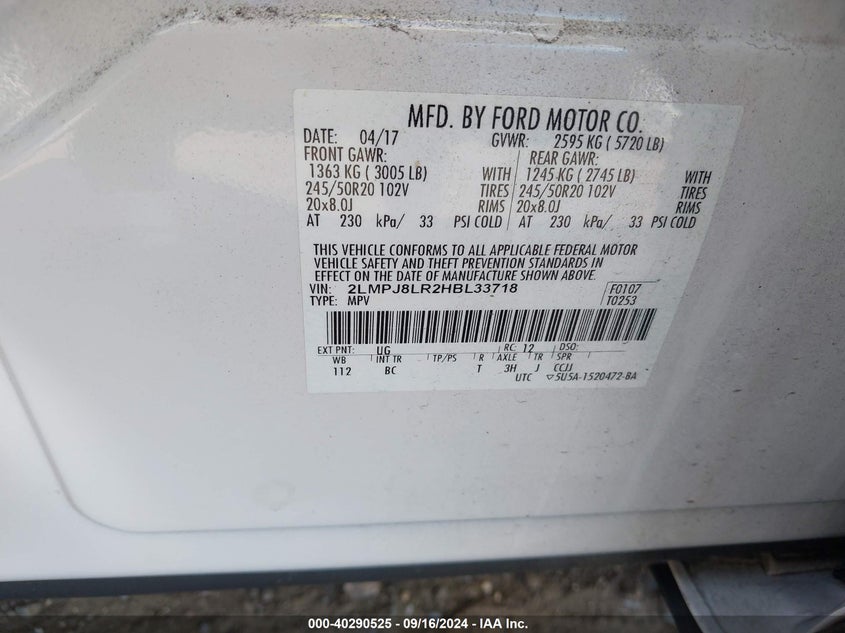 MFD. BY FORD MOTOR CO.
DATE: 04/17 GVWR: 2595 KG ( 5720 LB)
FRONT GAWR: REAR GAWR:
1363 KG ( 3005 LB) WITH 1245 KG ( 2745 LB) WITH
245/50R20 102V TIRES 245/50R20 102V TIRES
20x8.0J RIMS 20x8.0J RIMS
AT 230 kPa/ 33 PSI COLD AT 230 kPa/ 33 PSI COLD
THIS VEHICLE CONFORMS TO ALL APPLICABLE FEDERAL MOTOR
VEHICLE SAFETY AND THEFT PREVENTION STANDARDS IN
EFFECT ON THE DATE OF MANUFACTURE SHOWN ABOVE.
VIN: 2LMPJ8LR2HBL33718 F0107
TYPE: MPV T0253
EXT PNT: UG RC: 12 DSO:
WB INT TR TP/PS R AXLE TR SPR
112 BC T 3H J CCJJ
UTC ▽5U5A-1520472-BA
000-40290525 - 09/16/2024 - IAA Inc.